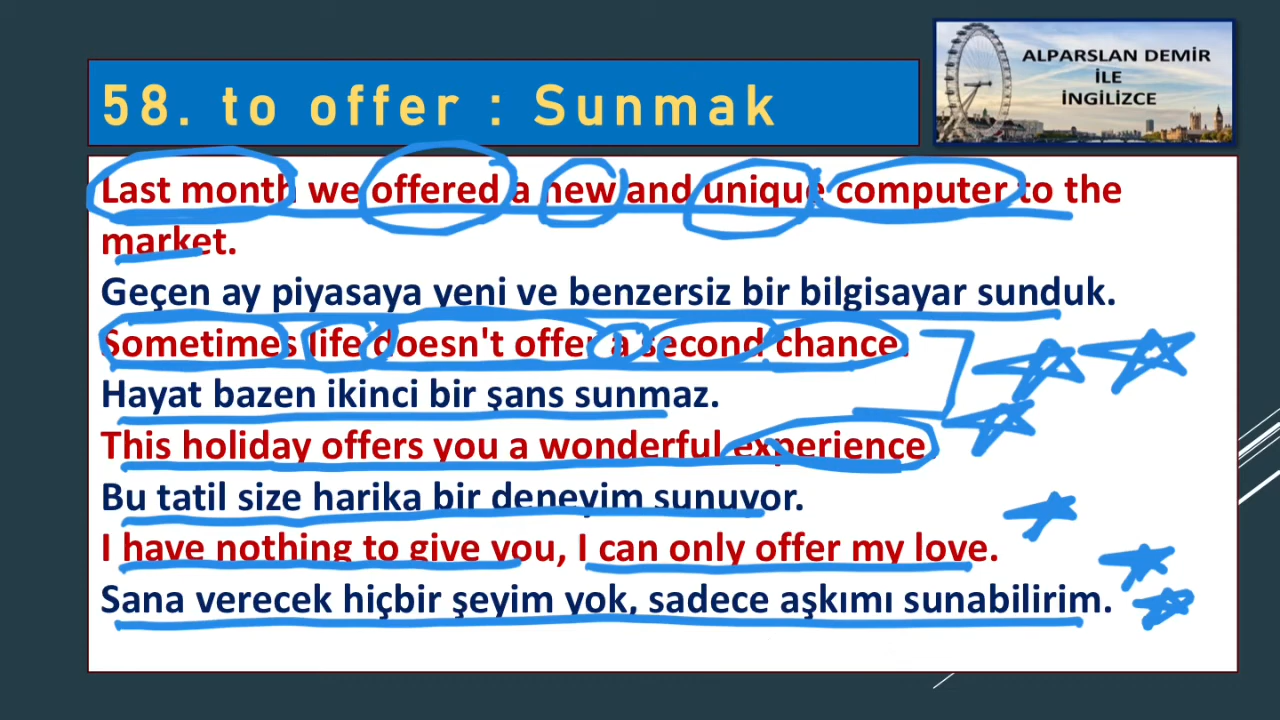 58. to offer : Sunmak
ALPARSLAN DEMİR
İLE
İNGİLİZCE
Last month we offered a new and unique computer to the
market.
Geçen ay piyasaya yeni ve benzersiz bir bilgisayar sunduk.
Sometimes life doesn't offer a second chance.
Hayat bazen ikinci bir şans sunmaz.
This holiday offers you a wonderful experience.
Bu tatil size harika bir deneyim sunuyor.
I have nothing to give you, I can only offer my love.
Sana verecek hiçbir şeyim yok, sadece aşkımı sunabilirim.